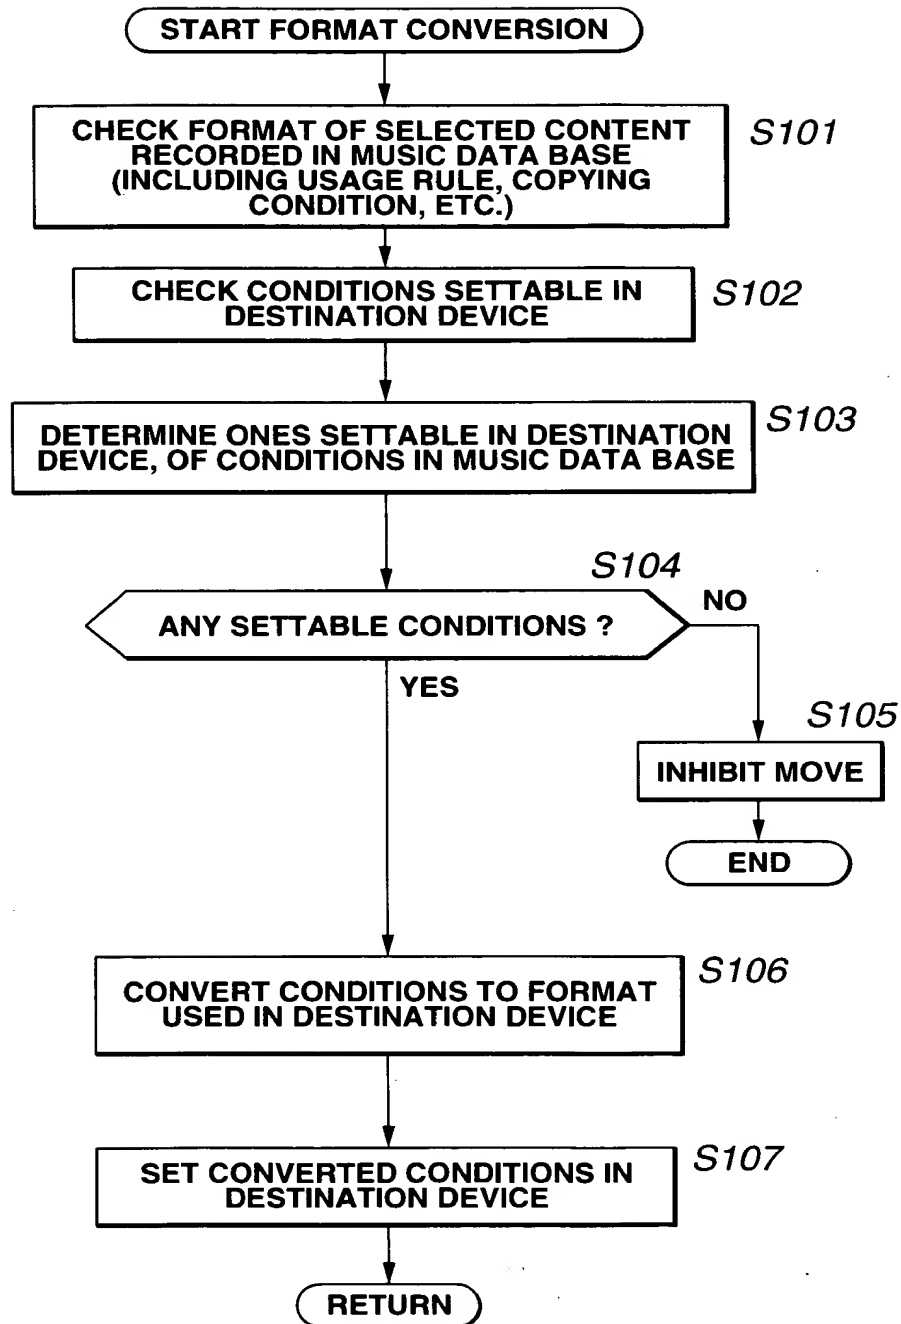 START FORMAT CONVERSION
CHECK FORMAT OF SELECTED CONTENT
RECORDED IN MUSIC DATA BASE
(INCLUDING USAGE RULE, COPYING
CONDITION, ETC.)
S101
CHECK CONDITIONS SETTABLE IN
DESTINATION DEVICE
S102
DETERMINE ONES SETTABLE IN DESTINATION
DEVICE, OF CONDITIONS IN MUSIC DATA BASE
S103
S104
ANY SETTABLE CONDITIONS ?
NO
YES
S105
INHIBIT MOVE
END
CONVERT CONDITIONS TO FORMAT
USED IN DESTINATION DEVICE
S106
SET CONVERTED CONDITIONS IN
DESTINATION DEVICE
S107
RETURN